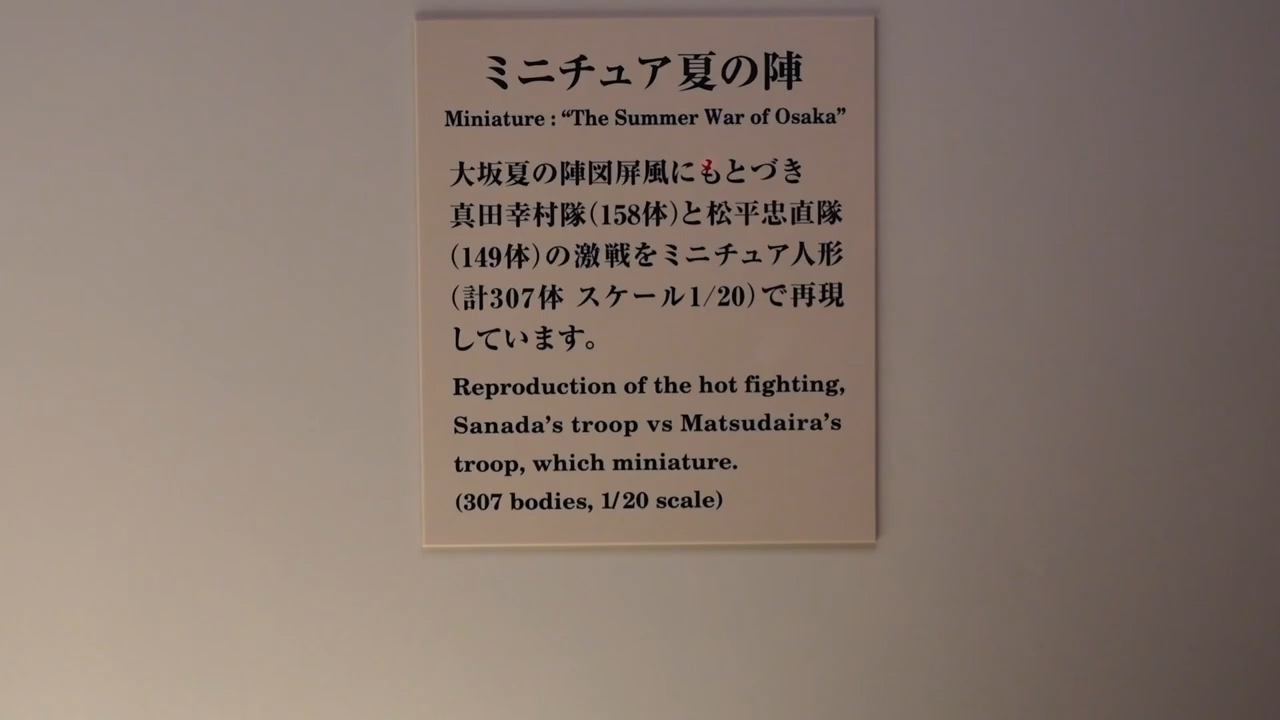 ミニチュア夏の陣
Miniature : “The Summer War of Osaka”
大坂夏の陣図屏風にもとづき
真田幸村隊(158体)と松平忠直隊
(149体)の激戦をミニチュア人形
(計307体 スケール1/20)で再現
しています。
Reproduction of the hot fighting,
Sanada’s troop vs Matsudaira’s
troop, which miniature.
(307 bodies, 1/20 scale)